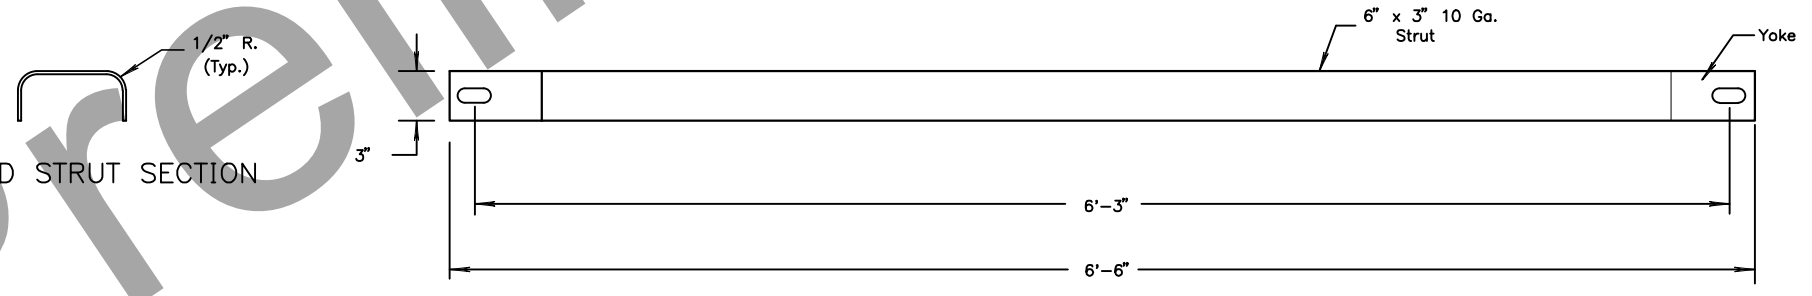 6" x 3" 10 Ga.
Strut
Yoke
1/2" R.
(Typ.)
3"
D STRUT SECTION
6'-3"
6'-6"